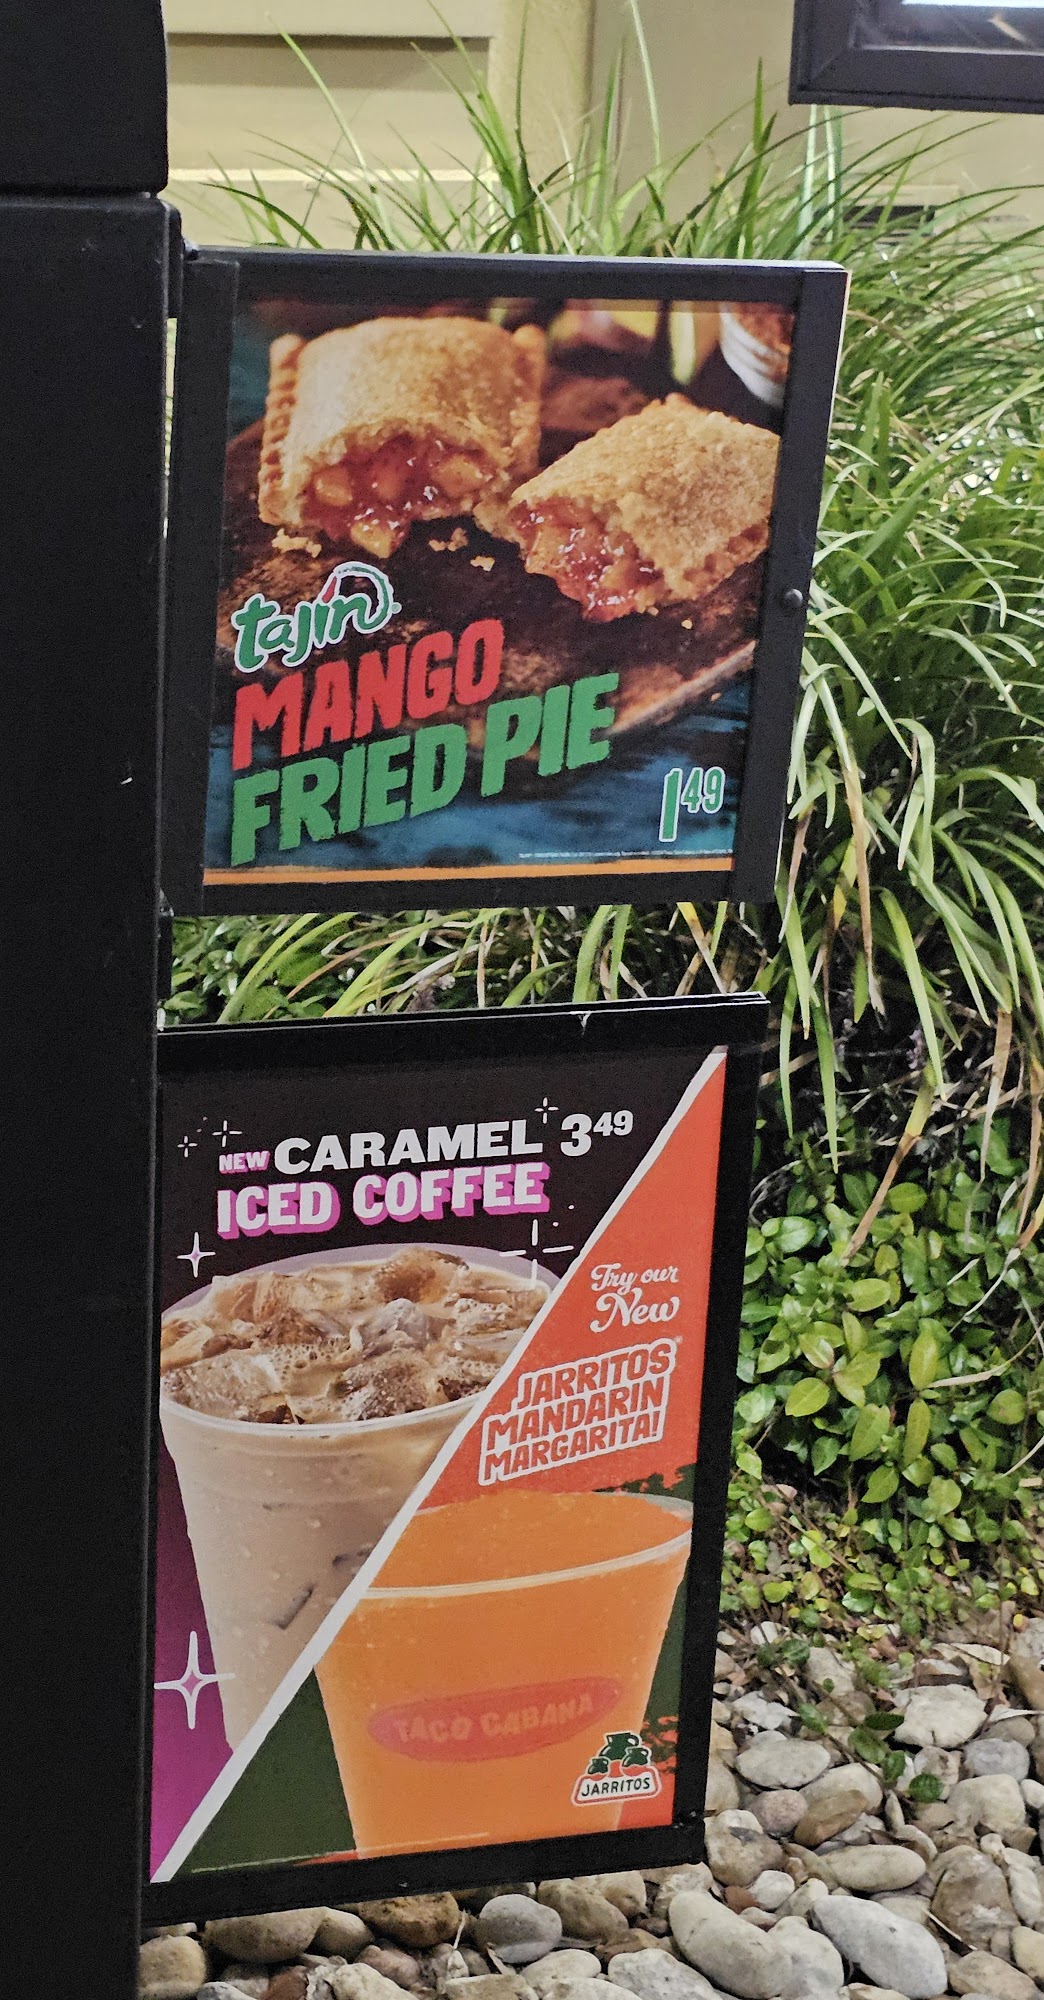 tajín
MANGO
FRIED PIE
1 49
NEW CARAMEL 3 49
ICED COFFEE
Try our
New
JARRITOS
MANDARIN
MARGARITA!
TACO CABANA
JARRITOS